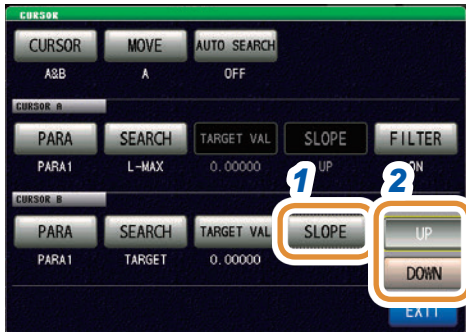 CURSOR
CURSOR MOVE AUTO SEARCH
A&B A OFF
CURSOR A
PARA SEARCH TARGET VAL SLOPE FILTER
PARA1 L-MAX 0.00000 UP ON
1 2
CURSOR B
PARA SEARCH TARGET VAL SLOPE UP
PARA1 TARGET 0.00000
DOWN
EXIT